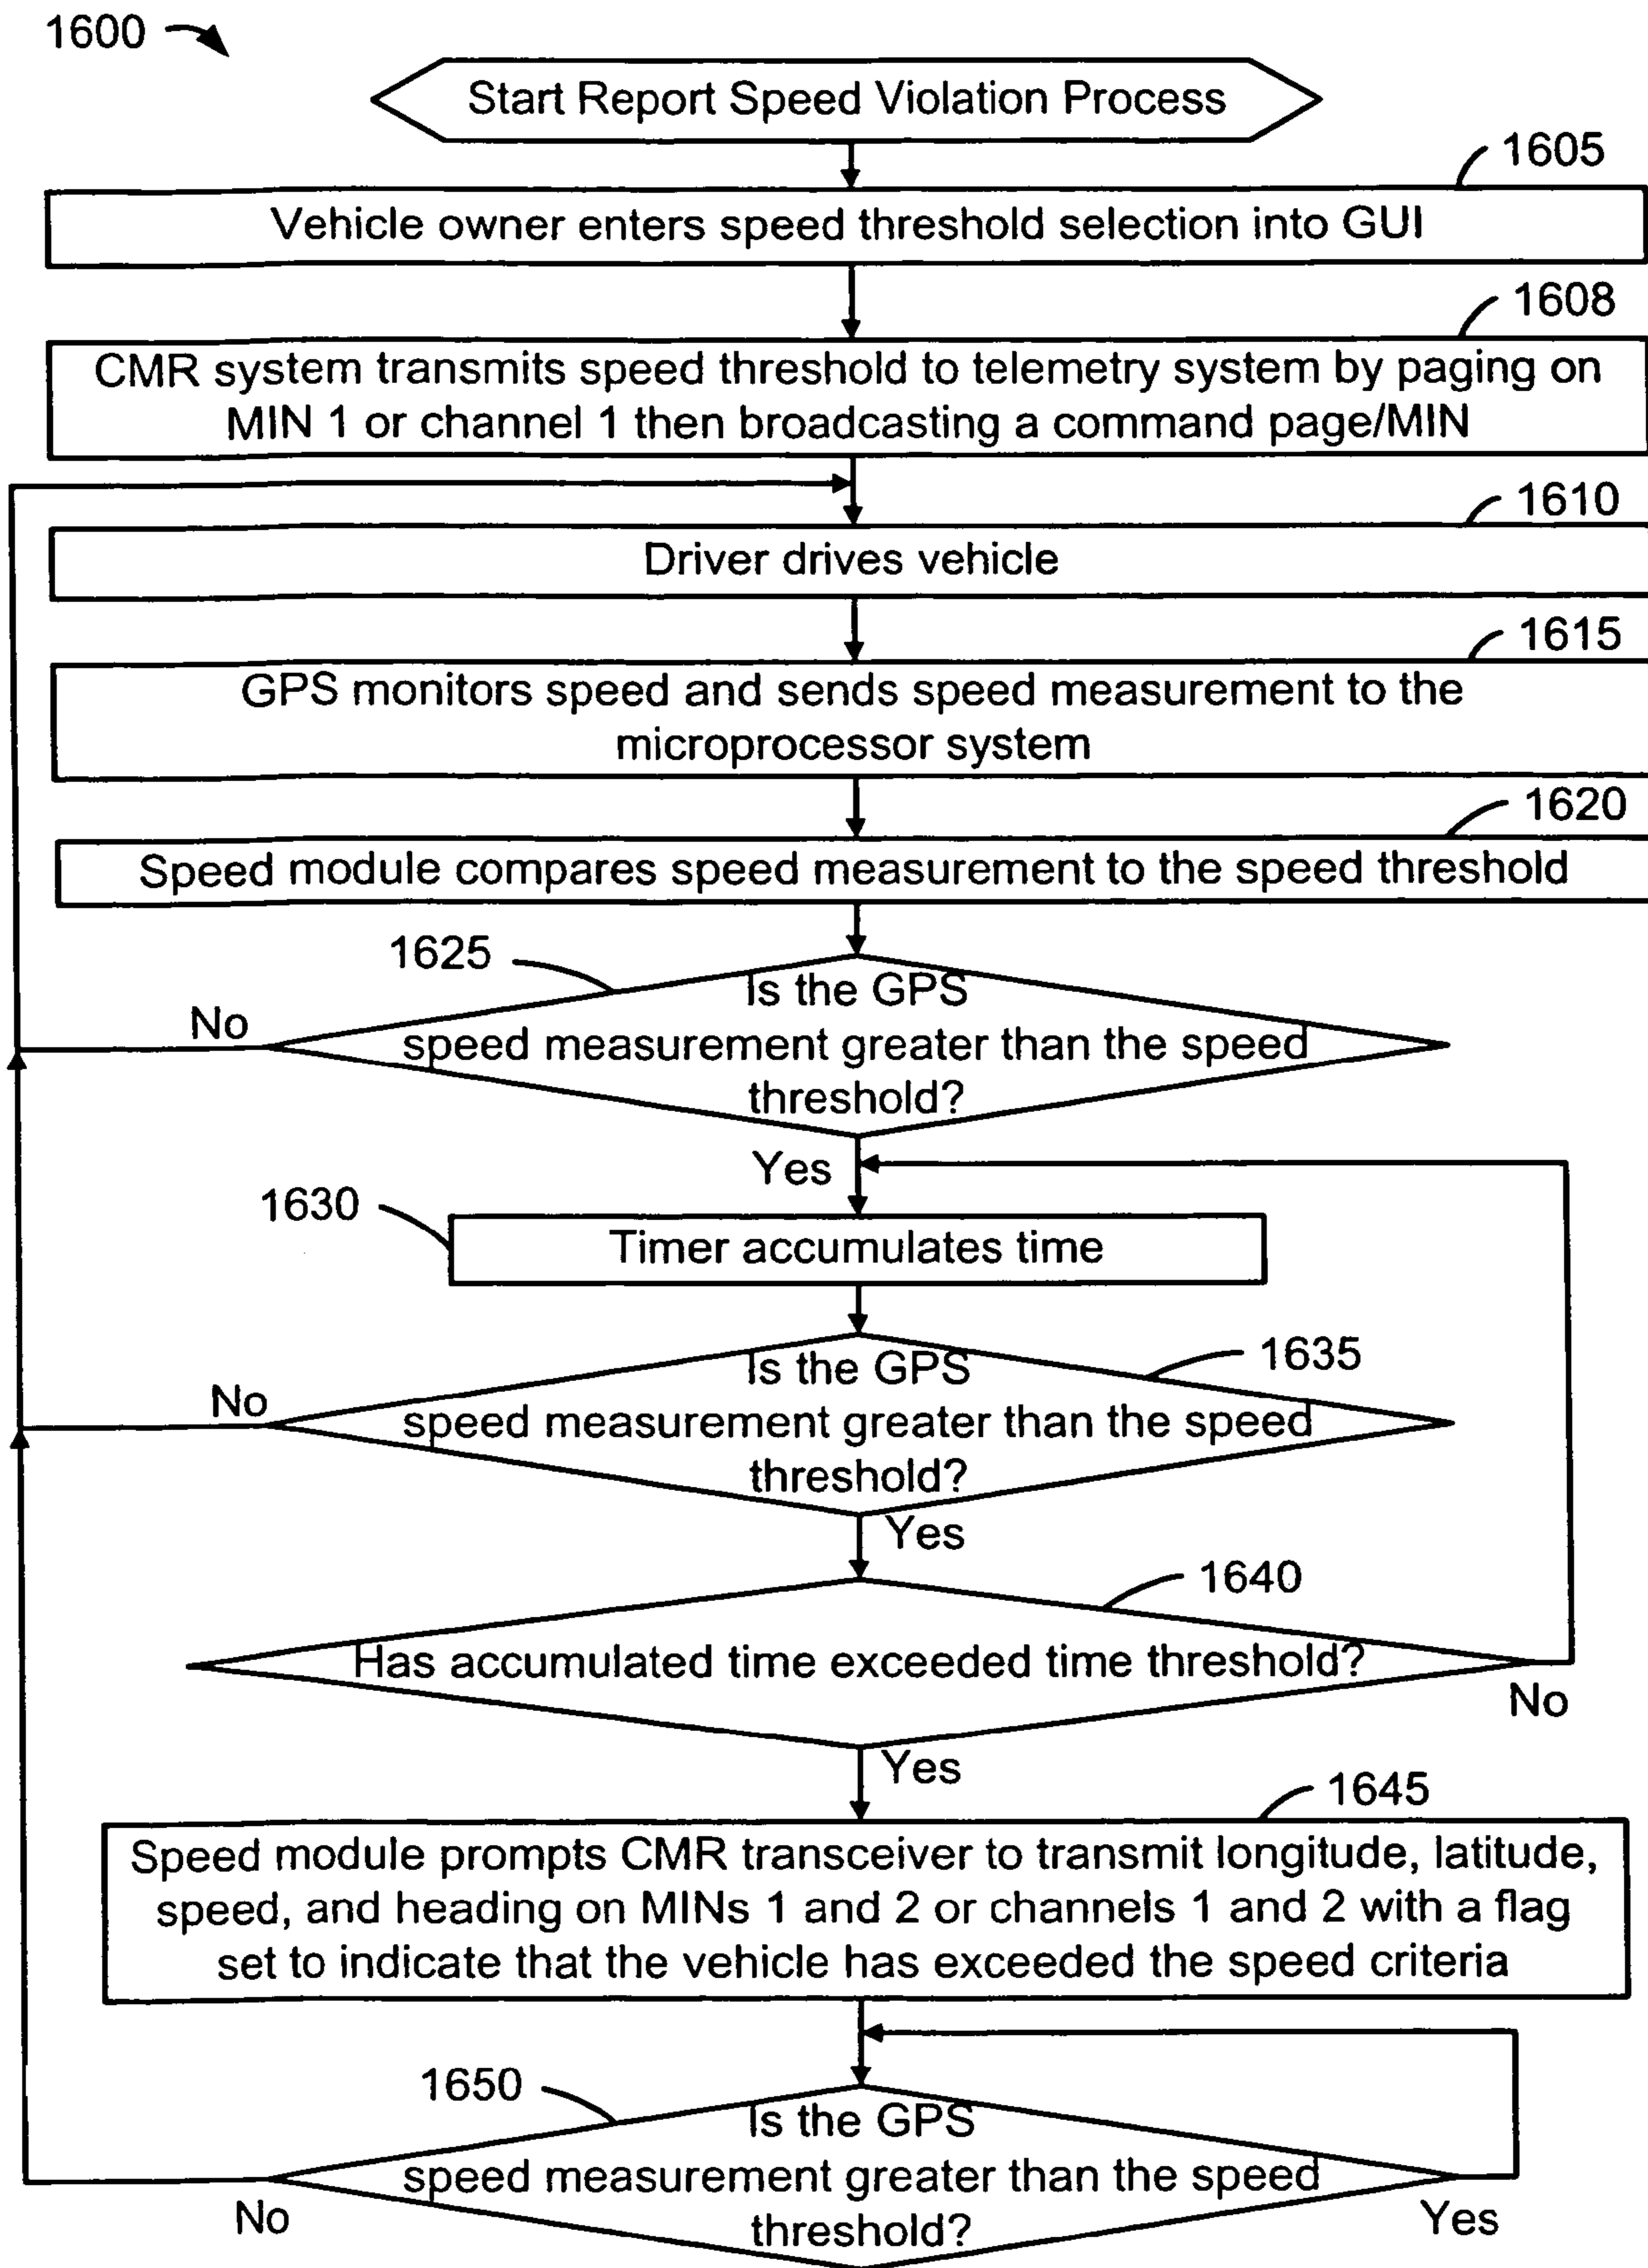 1600
Start Report Speed Violation Process
1605
Vehicle owner enters speed threshold selection into GUI
1608
CMR system transmits speed threshold to telemetry system by paging on
MIN 1 or channel 1 then broadcasting a command page/MIN
1610
Driver drives vehicle
1615
GPS monitors speed and sends speed measurement to the
microprocessor system
1620
Speed module compares speed measurement to the speed threshold
1625
Is the GPS
speed measurement greater than the speed
threshold?
No
Yes
1630
Timer accumulates time
1635
Is the GPS
speed measurement greater than the speed
threshold?
No
Yes
1640
Has accumulated time exceeded time threshold?
No
Yes
1645
Speed module prompts CMR transceiver to transmit longitude, latitude,
speed, and heading on MINs 1 and 2 or channels 1 and 2 with a flag
set to indicate that the vehicle has exceeded the speed criteria
1650
Is the GPS
speed measurement greater than the speed
threshold?
No
Yes